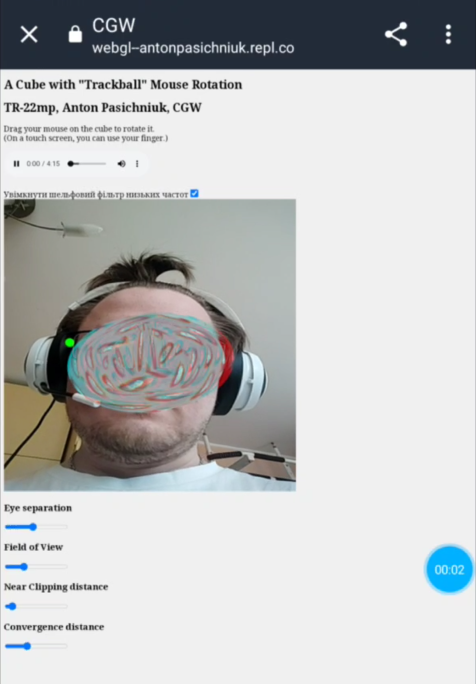 CGW
webgl--antonpasichniuk.repl.co
A Cube with "Trackball" Mouse Rotation
TR-22mp, Anton Pasichniuk, CGW
Drag your mouse on the cube to rotate it.
(On a touch screen, you can use your finger.)
0:00 / 4:15
Увімкнути шельфовий фільтр низьких частот
Eye separation
Field of View
00:02
Near Clipping distance
Convergence distance